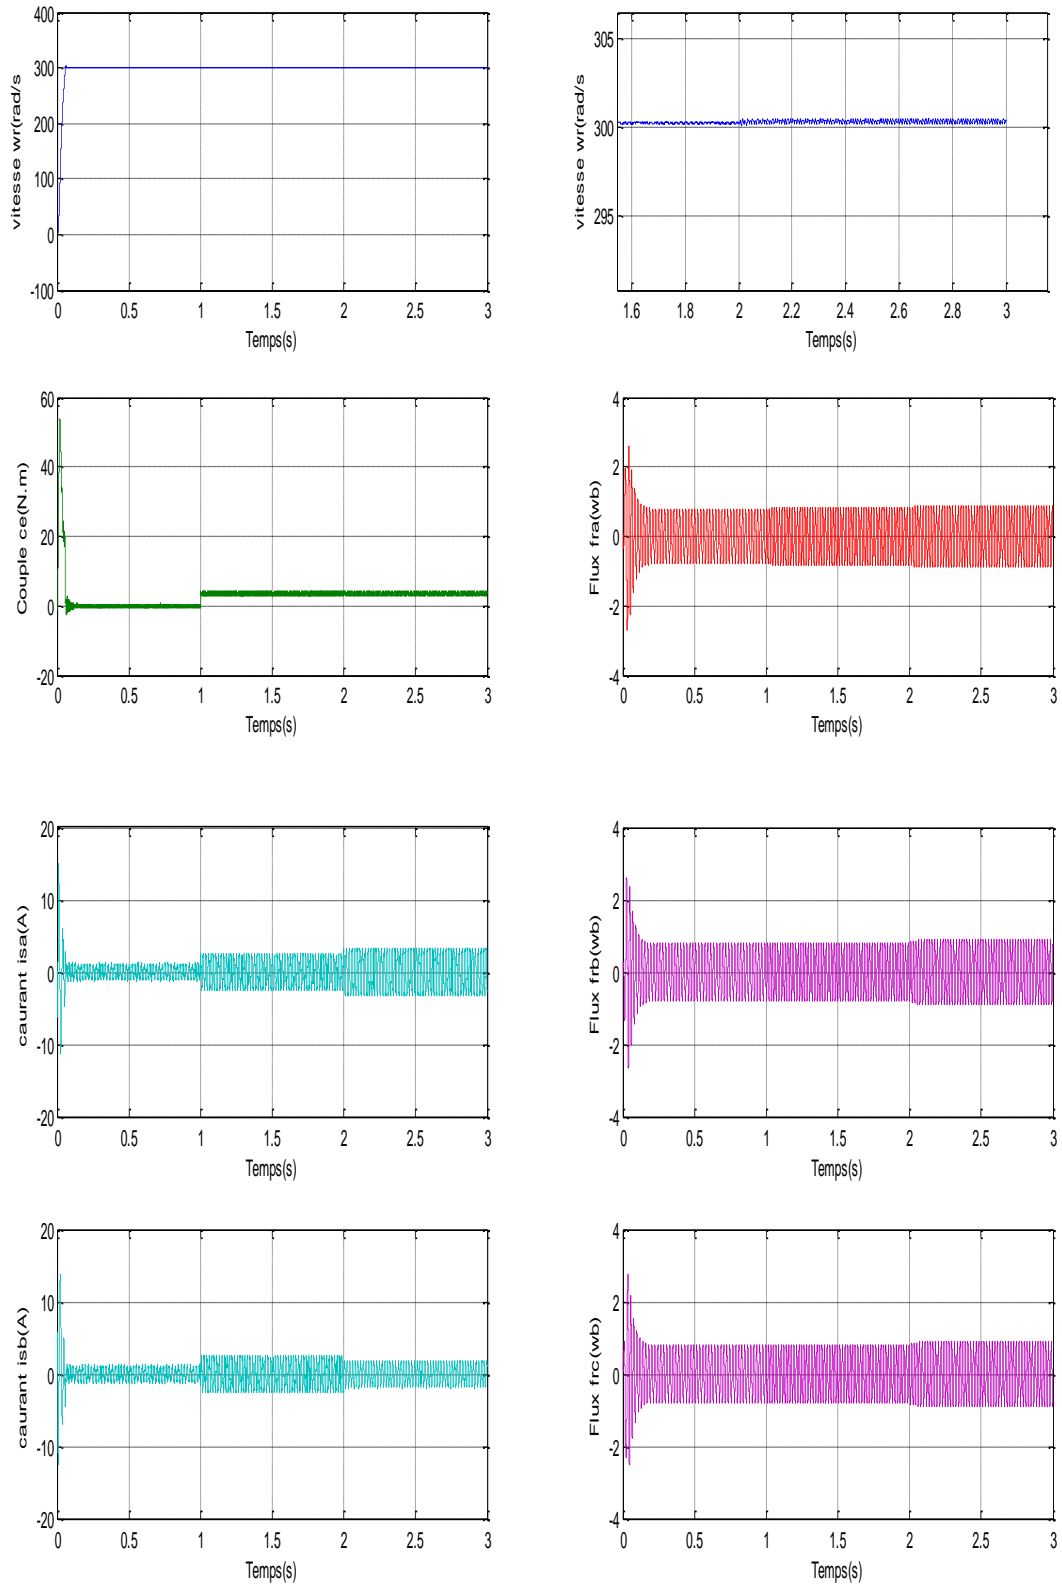 400
300
200
100
0
-100
vitesse wr(rad/s
0 0.5 1 1.5 2 2.5 3
Temps(s)
305
300
295
vitesse wr(rad/s
1.6 1.8 2 2.2 2.4 2.6 2.8 3
Temps(s)
60
40
20
0
-20
Couple ce(N.m)
0 0.5 1 1.5 2 2.5 3
Temps(s)
4
2
0
-2
-4
Flux fra(wb)
0 0.5 1 1.5 2 2.5 3
Temps(s)
20
10
0
-10
-20
caurant isa(A)
0 0.5 1 1.5 2 2.5 3
Temps(s)
4
2
0
-2
-4
Flux frb(wb)
0 0.5 1 1.5 2 2.5 3
Temps(s)
20
10
0
-10
-20
caurant isb(A)
0 0.5 1 1.5 2 2.5 3
Temps(s)
4
2
0
-2
-4
Flux frc(wb)
0 0.5 1 1.5 2 2.5 3
Temps(s)